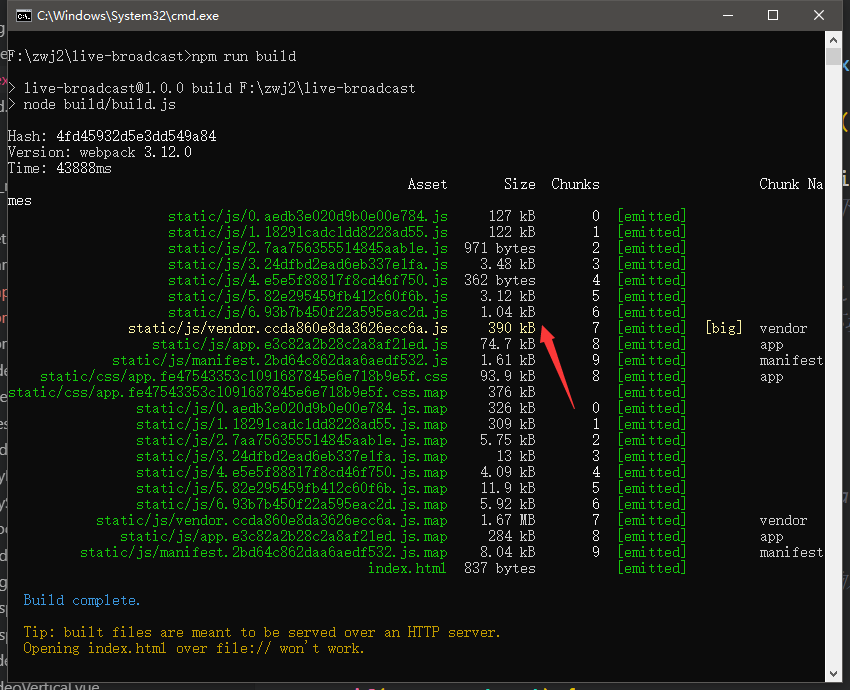 C:\Windows\System32\cmd.exe
F:\zwj2\live-broadcast>npm run build
> live-broadcast@1.0.0 build F:\zwj2\live-broadcast
> node build/build.js
Hash: 4fd45932d5e3dd549a84
Version: webpack 3.12.0
Time: 43888ms
Asset Size Chunks Chunk Na
mes
static/js/0.aedb3e020d9b0e00e784.js 127 kB 0 [emitted]
static/js/1.18291cadc1dd8228ad55.js 122 kB 1 [emitted]
static/js/2.7aa756355514845aab1e.js 971 bytes 2 [emitted]
static/js/3.24dfbd2ead6eb337e1fa.js 3.48 kB 3 [emitted]
static/js/4.e5e5f88817f8cd46f750.js 362 bytes 4 [emitted]
static/js/5.82e295459fb412c60f6b.js 3.12 kB 5 [emitted]
static/js/6.93b7b450f22a595eac2d.js 1.04 kB 6 [emitted]
static/js/vendor.ccda860e8da3626ecc6a.js 390 kB 7 [emitted] [big] vendor
static/js/app.e3c82a2b28c2a8af21ed.js 74.7 kB 8 [emitted] app
static/js/manifest.2bd64c862daa6aedf532.js 1.61 kB 9 [emitted] manifest
static/css/app.fe47543353c1091687845e6e718b9e5f.css 93.9 kB 8 [emitted] app
static/css/app.fe47543353c1091687845e6e718b9e5f.css.map 376 kB [emitted]
static/js/0.aedb3e020d9b0e00e784.js.map 326 kB 0 [emitted]
static/js/1.18291cadc1dd8228ad55.js.map 309 kB 1 [emitted]
static/js/2.7aa756355514845aab1e.js.map 5.75 kB 2 [emitted]
static/js/3.24dfbd2ead6eb337e1fa.js.map 13 kB 3 [emitted]
static/js/4.e5e5f88817f8cd46f750.js.map 4.09 kB 4 [emitted]
static/js/5.82e295459fb412c60f6b.js.map 11.9 kB 5 [emitted]
static/js/6.93b7b450f22a595eac2d.js.map 5.92 kB 6 [emitted]
static/js/vendor.ccda860e8da3626ecc6a.js.map 1.67 MB 7 [emitted] vendor
static/js/app.e3c82a2b28c2a8af21ed.js.map 284 kB 8 [emitted] app
static/js/manifest.2bd64c862daa6aedf532.js.map 8.04 kB 9 [emitted] manifest
index.html 837 bytes [emitted]
Build complete.
Tip: built files are meant to be served over an HTTP server.
Opening index.html over file:// won't work.